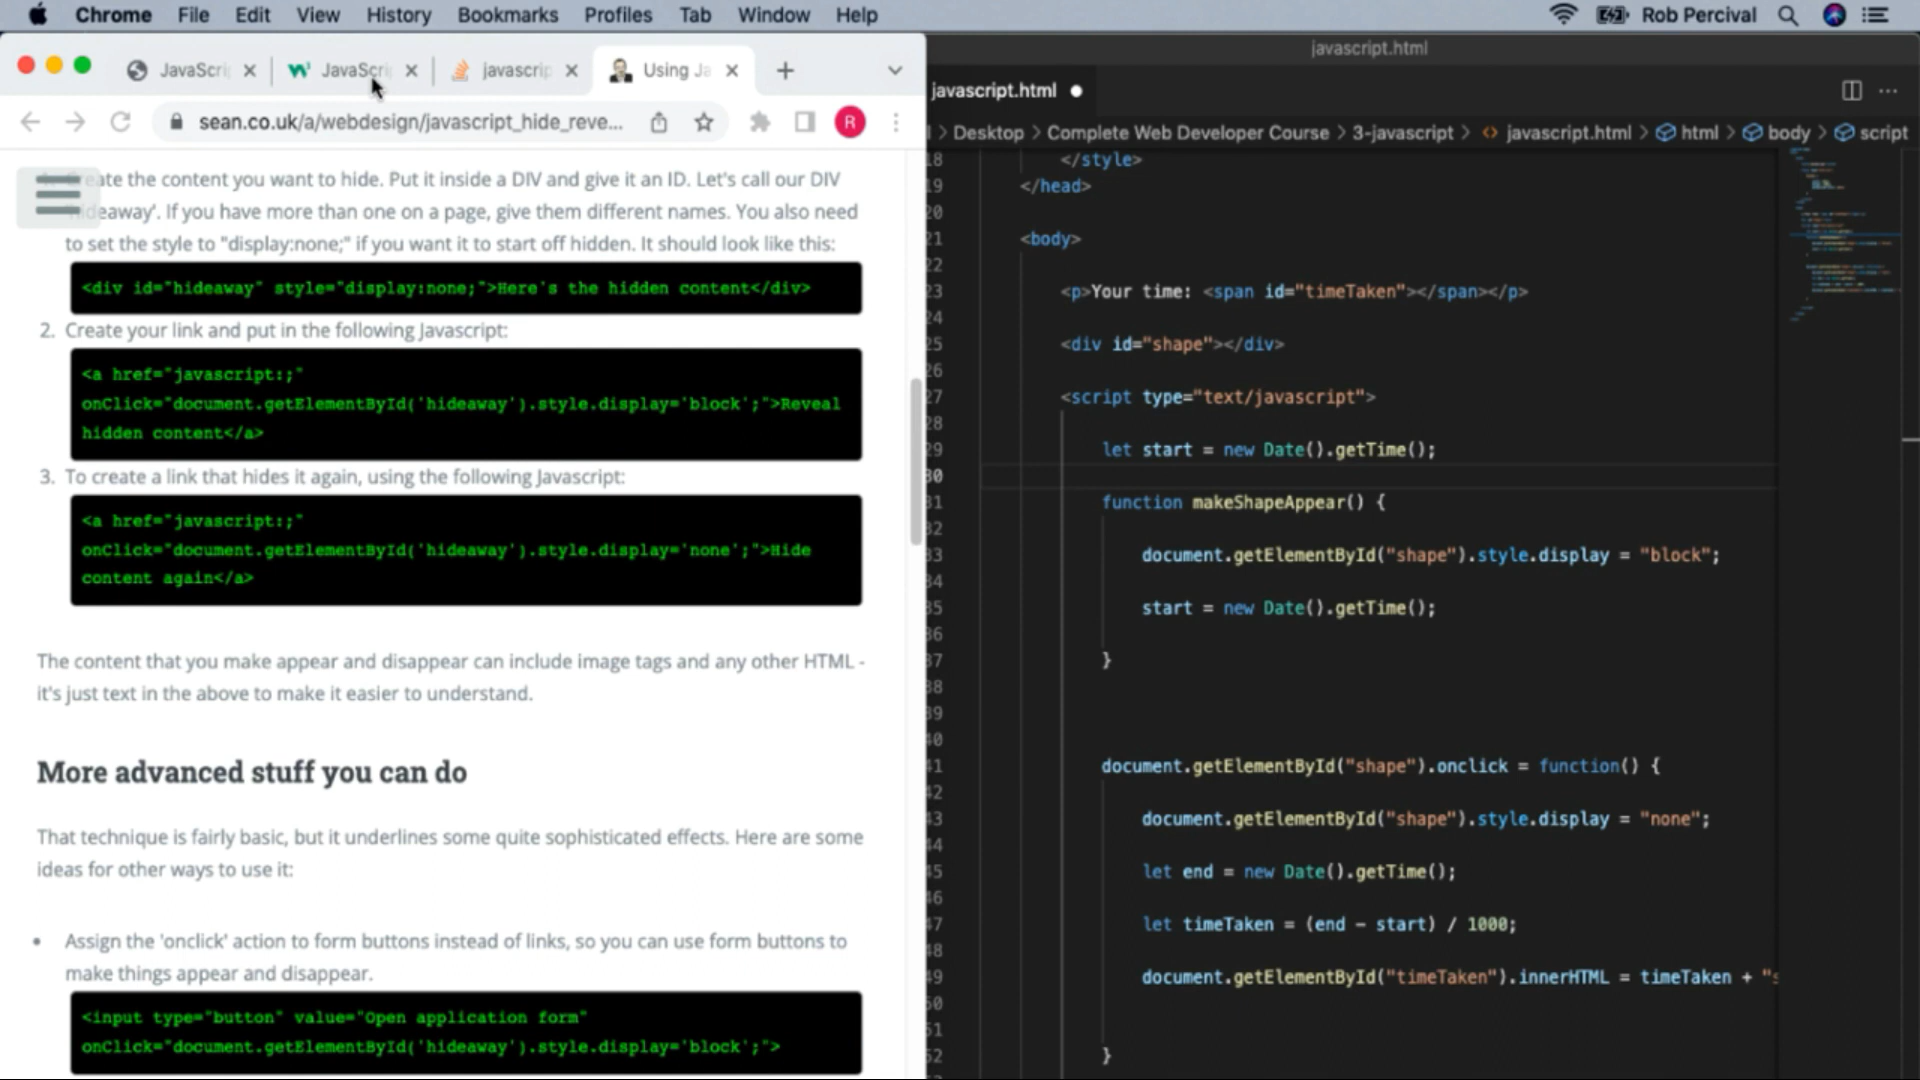 Chrome File Edit View History Bookmarks Profiles Tab Window Help
Rob Percival
JavaScri
JavaScri
javascrip
Using Ja
sean.co.uk/a/webdesign/javascript_hide_reve...
R
the content you want to hide. Put it inside a DIV and give it an ID. Let's call our DIV
If you have more than one on a page, give them different names. You also need
to set the style to "display:none;" if you want it to start off hidden. It should look like this:
<div id="hideaway" style="display:none;">Here's the hidden content</div>
2. Create your link and put in the following Javascript:
<a href="javascript:;"
onClick="document.getElementById('hideaway').style.display='block';">Reveal
hidden content</a>
3. To create a link that hides it again, using the following Javascript:
<a href="javascript:;"
onClick="document.getElementById('hideaway').style.display='none';">Hide
content again</a>
The content that you make appear and disappear can include image tags and any other HTML -
it's just text in the above to make it easier to understand.
More advanced stuff you can do
That technique is fairly basic, but it underlines some quite sophisticated effects. Here are some
ideas for other ways to use it:
• Assign the 'onclick' action to form buttons instead of links, so you can use form buttons to
make things appear and disappear.
<input type="button" value="Open application form"
onClick="document.getElementById('hideaway').style.display='block';">
javascript.html
javascript.html
Desktop > Complete Web Developer Course > 3-javascript > javascript.html > html > body > script
</style>
</head>
<body>
<p>Your time: <span id="timeTaken"></span></p>
<div id="shape"></div>
<script type="text/javascript">
let start = new Date().getTime();
function makeShapeAppear() {
document.getElementById("shape").style.display = "block";
start = new Date().getTime();
}
document.getElementById("shape").onclick = function() {
document.getElementById("shape").style.display = "none";
let end = new Date().getTime();
let timeTaken = (end - start) / 1000;
document.getElementById("timeTaken").innerHTML = timeTaken + "s
}